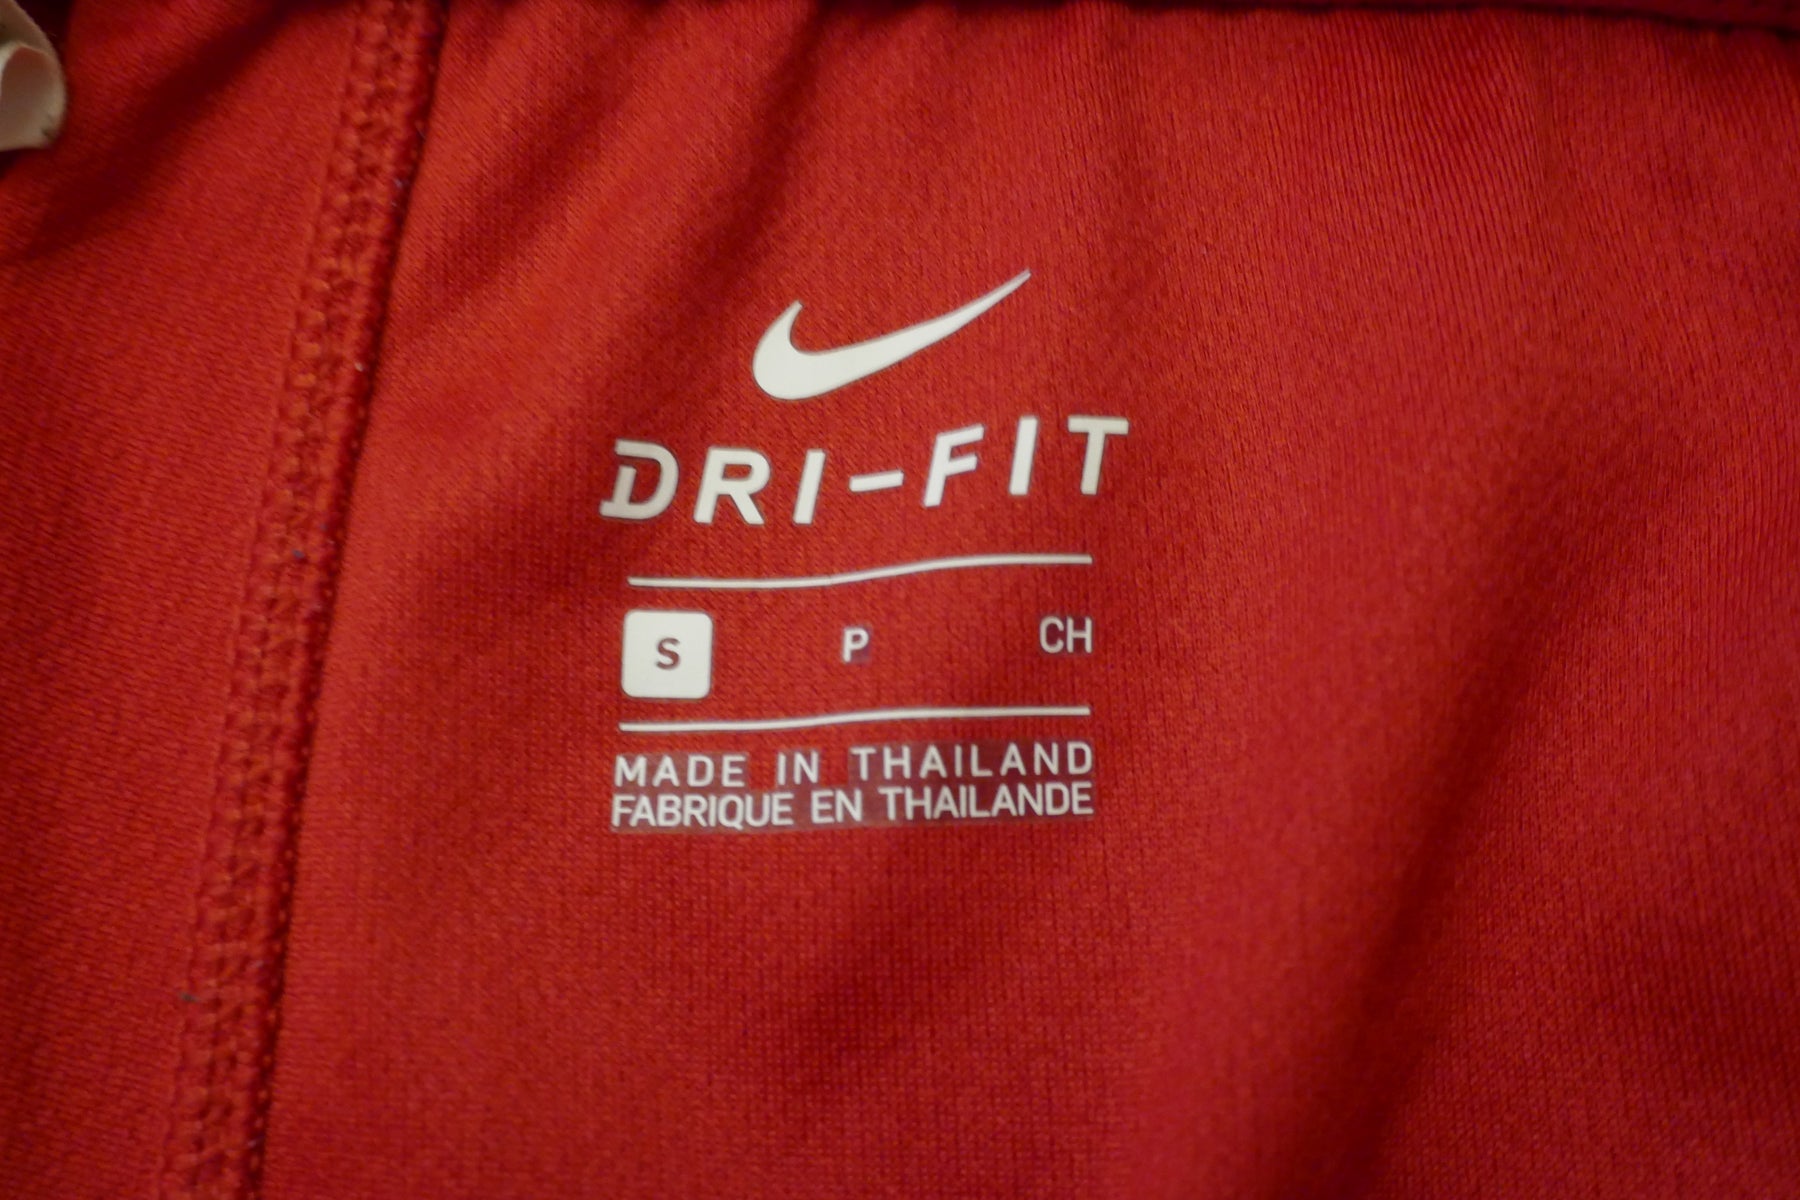 DRI-FIT
S P CH
MADE IN THAILAND
FABRIQUE EN THAILANDE